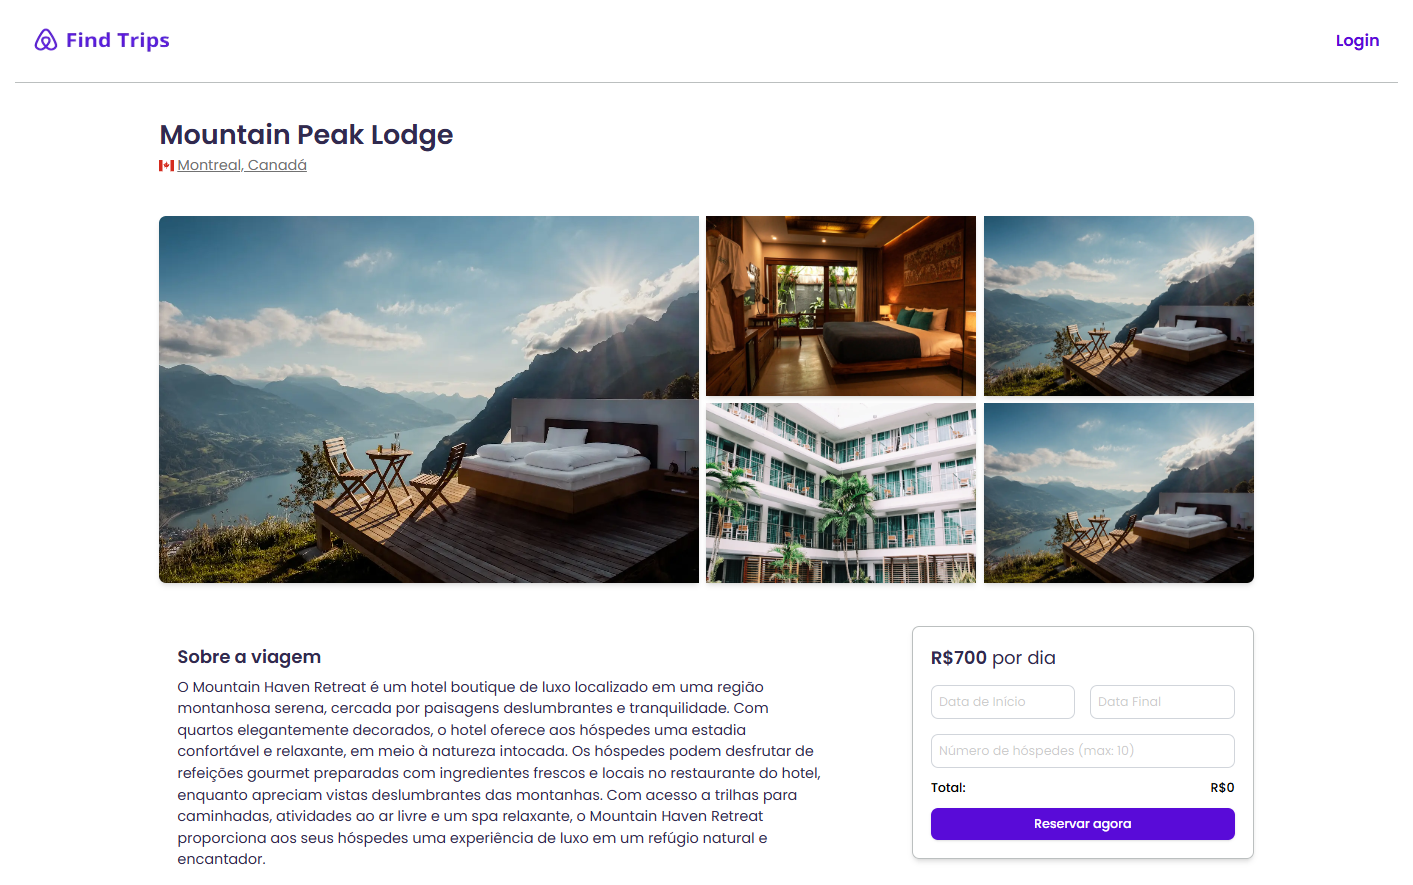 Find Trips
Login
Mountain Peak Lodge
Montreal, Canadá
Sobre a viagem
O Mountain Haven Retreat é um hotel boutique de luxo localizado em uma região
montanhosa serena, cercada por paisagens deslumbrantes e tranquilidade. Com
quartos elegantemente decorados, o hotel oferece aos hóspedes uma estadia
confortável e relaxante, em meio à natureza intocada. Os hóspedes podem desfrutar de
refeições gourmet preparadas com ingredientes frescos e locais no restaurante do hotel,
enquanto apreciam vistas deslumbrantes das montanhas. Com acesso a trilhas para
caminhadas, atividades ao ar livre e um spa relaxante, o Mountain Haven Retreat
proporciona aos seus hóspedes uma experiência de luxo em um refúgio natural e
encantador.
R$700 por dia
Data de Início
Data Final
Número de hóspedes (max: 10)
Total: R$0
Reservar agora